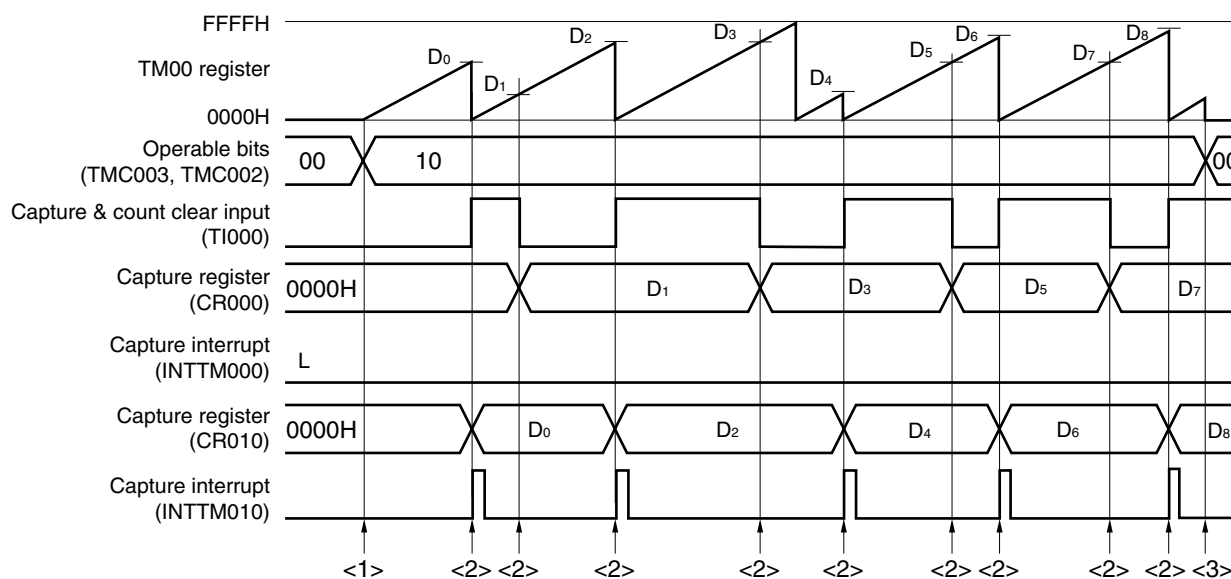 FFFFH
TM00 register
0000H
D0 D1 D2 D3 D4 D5 D6 D7 D8
Operable bits
(TMC003, TMC002)
00 10 00
Capture & count clear input
(TI000)
Capture register
(CR000)
0000H D1 D3 D5 D7
Capture interrupt
(INTTM000)
L
Capture register
(CR010)
0000H D0 D2 D4 D6 D8
Capture interrupt
(INTTM010)
<1> <2> <2> <2> <2> <2> <2> <2> <2> <2> <3>